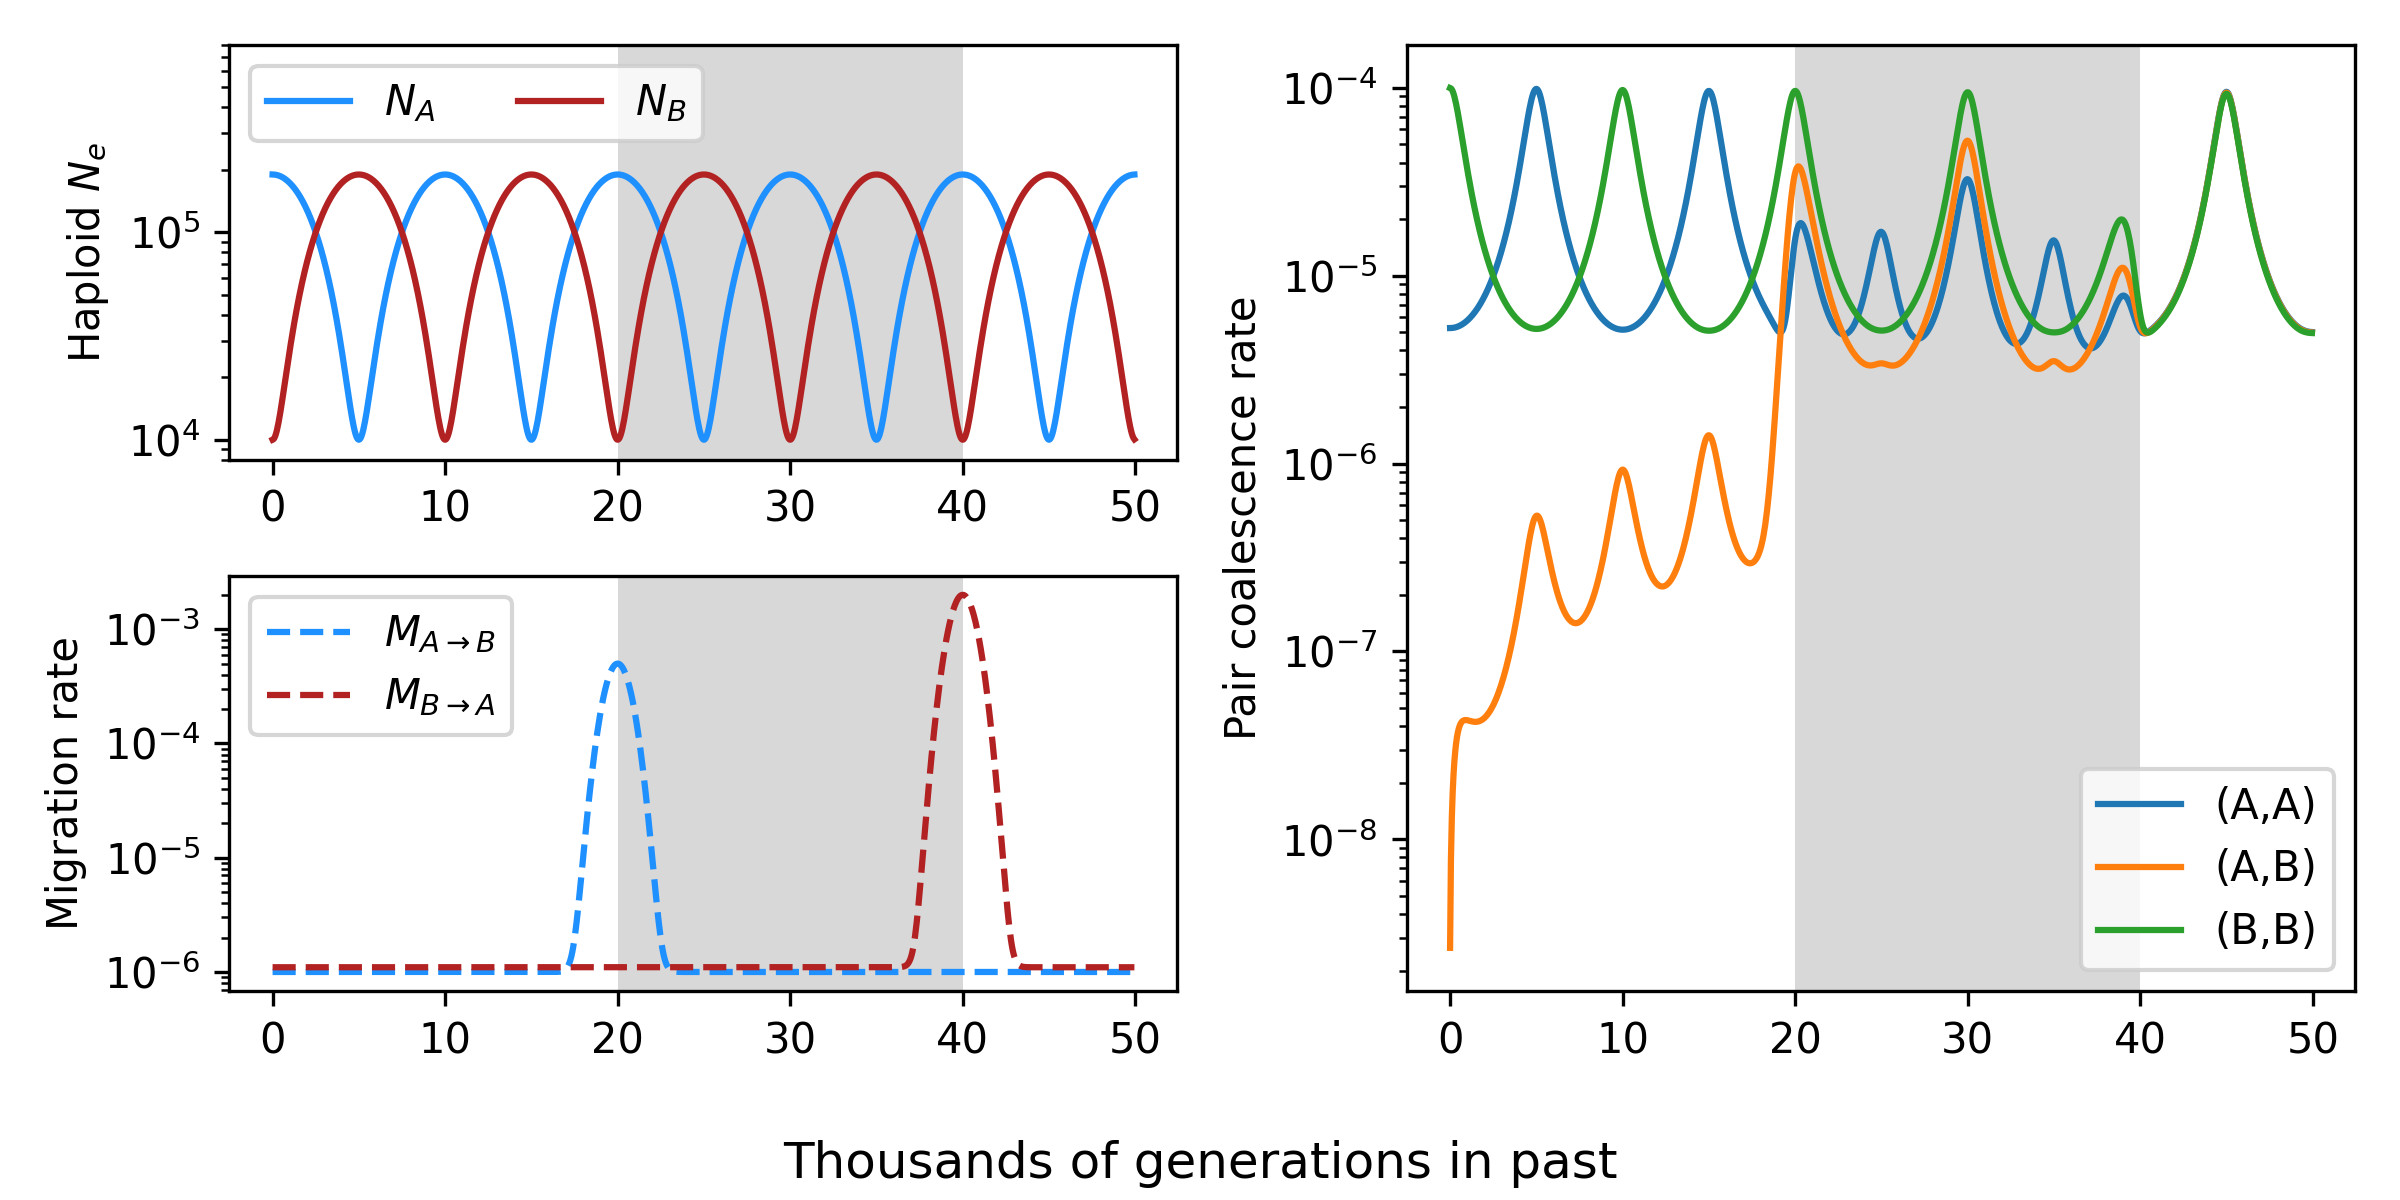 Haploid N_e
10^5
10^4
N_A N_B
0 10 20 30 40 50
Migration rate
10^-3
10^-4
10^-5
10^-6
M_A→B
M_B→A
0 10 20 30 40 50
Pair coalescence rate
10^-4
10^-5
10^-6
10^-7
10^-8
(A,A)
(A,B)
(B,B)
0 10 20 30 40 50
Thousands of generations in past